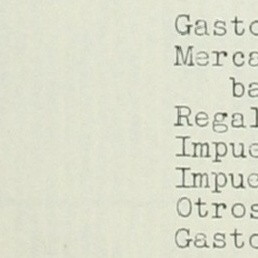 Gasto
Merca
ba
Regal
Impue
Impue
Otros
Gasto